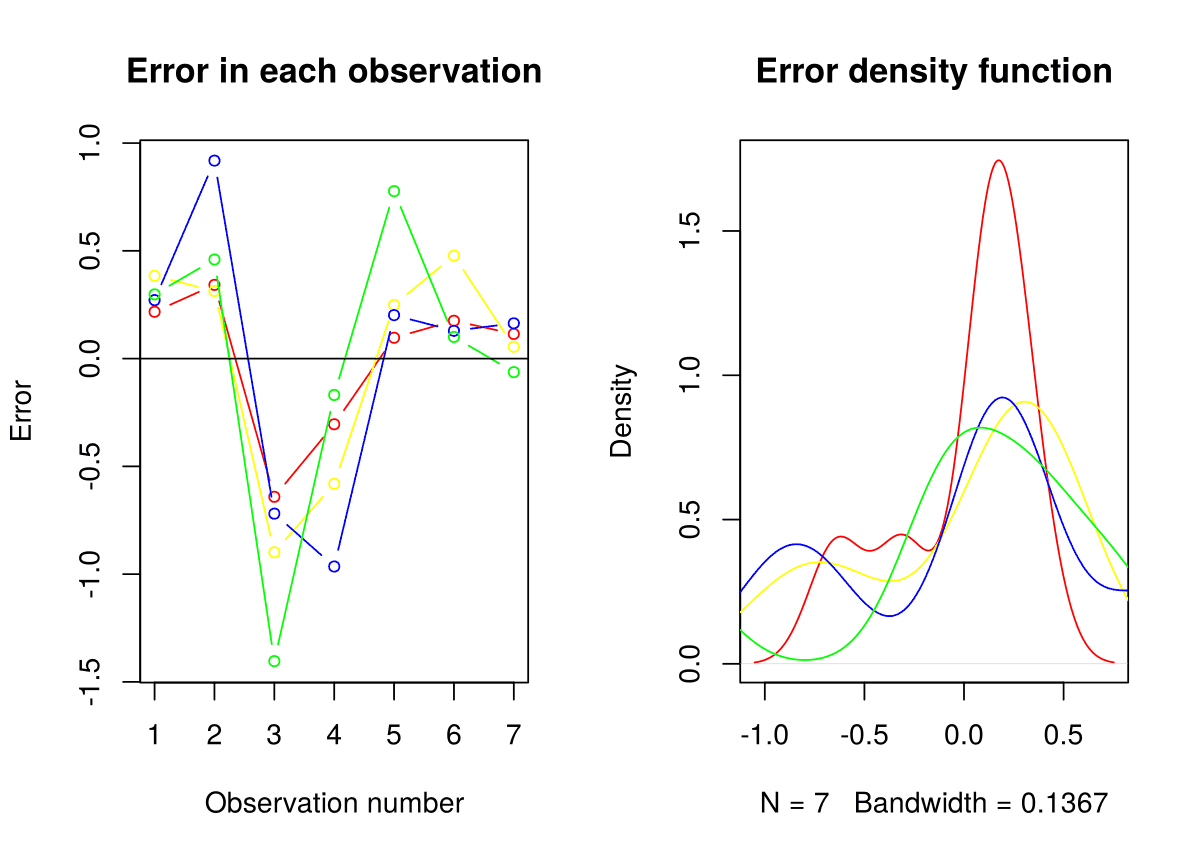 Error in each observation
Error
1.0
0.5
0.0
-0.5
-1.0
-1.5
1 2 3 4 5 6 7
Observation number
Error density function
Density
1.5
1.0
0.5
0.0
-1.0 -0.5 0.0 0.5
N = 7 Bandwidth = 0.1367